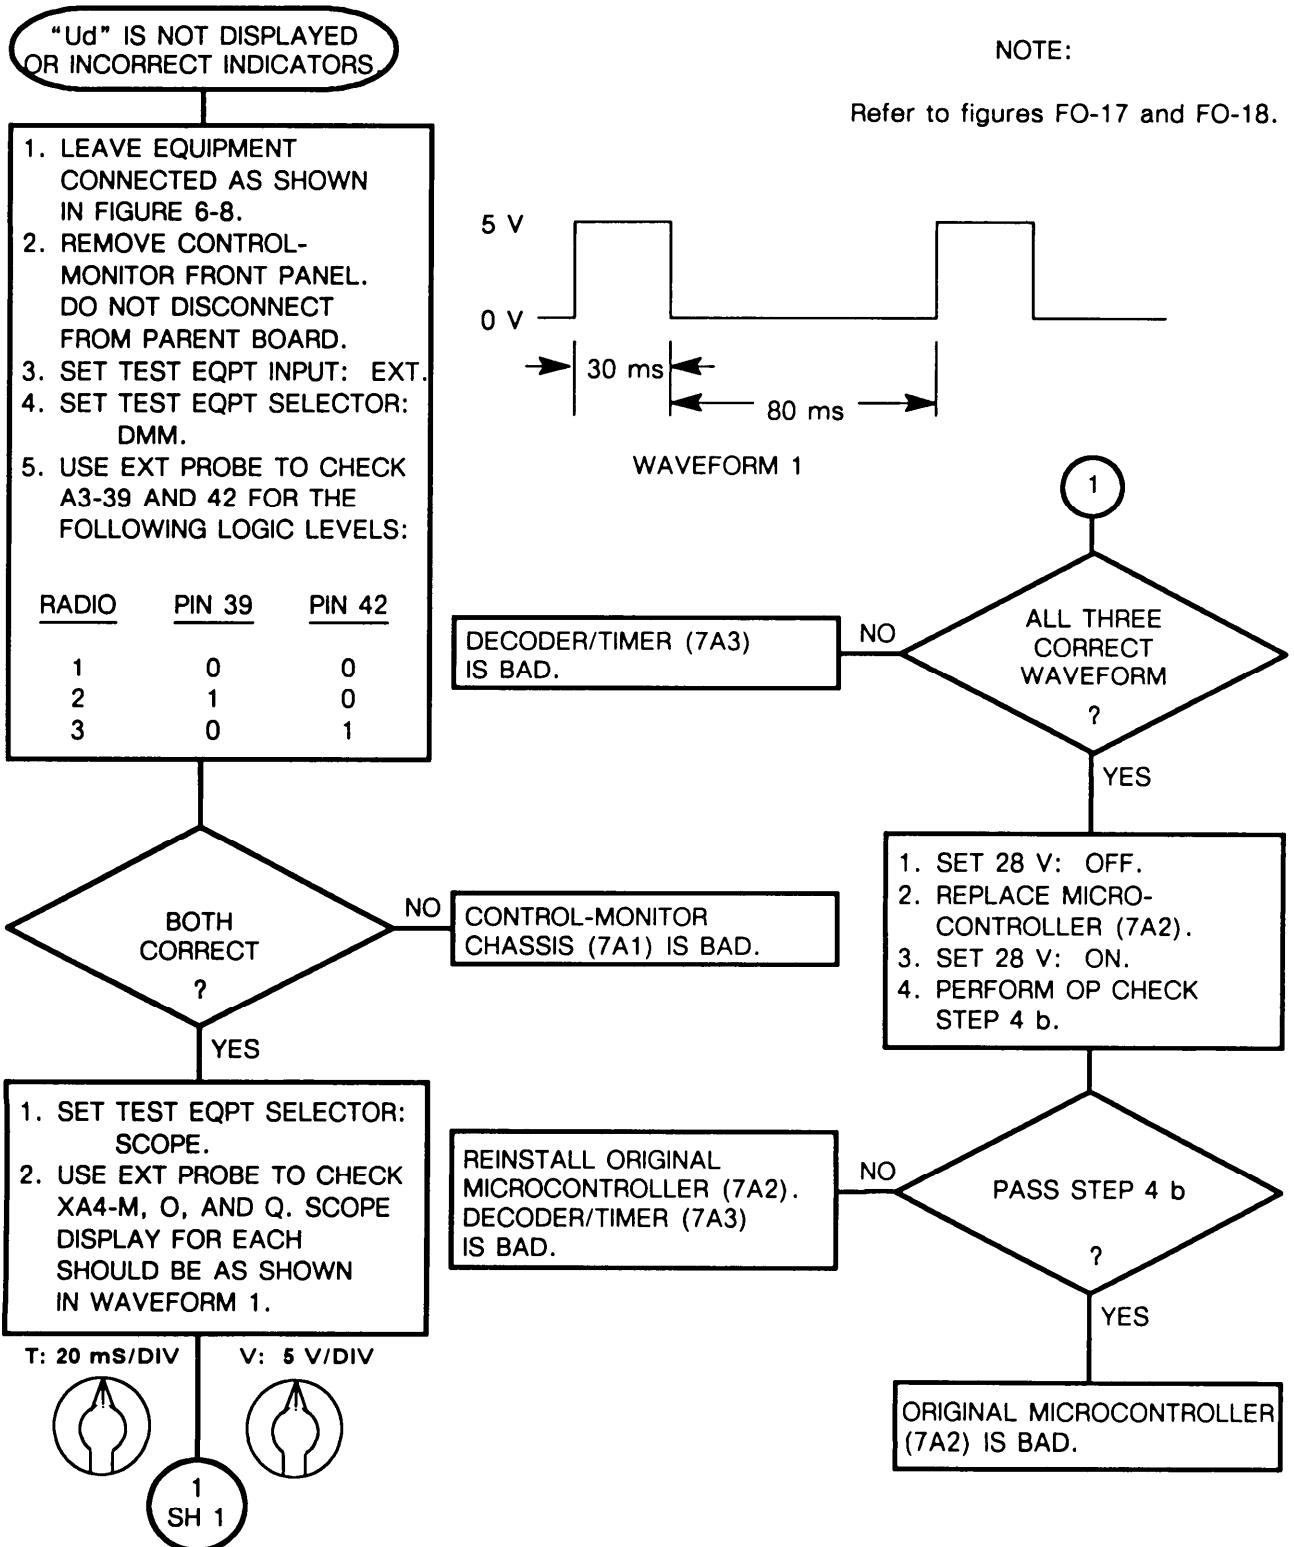 "Ud" IS NOT DISPLAYED
OR INCORRECT INDICATORS.
1. LEAVE EQUIPMENT
CONNECTED AS SHOWN
IN FIGURE 6-8.
2. REMOVE CONTROL-
MONITOR FRONT PANEL.
DO NOT DISCONNECT
FROM PARENT BOARD.
3. SET TEST EQPT INPUT: EXT.
4. SET TEST EQPT SELECTOR:
DMM.
5. USE EXT PROBE TO CHECK
A3-39 AND 42 FOR THE
FOLLOWING LOGIC LEVELS:
RADIO PIN 39 PIN 42
1 0 0
2 1 0
3 0 1
BOTH
CORRECT
?
NO
CONTROL-MONITOR
CHASSIS (7A1) IS BAD.
YES
1. SET TEST EQPT SELECTOR:
SCOPE.
2. USE EXT PROBE TO CHECK
XA4-M, O, AND Q. SCOPE
DISPLAY FOR EACH
SHOULD BE AS SHOWN
IN WAVEFORM 1.
T: 20 mS/DIV V: 5 V/DIV
1
SH 1
NOTE:
Refer to figures FO-17 and FO-18.
5 V
0 V
30 ms
80 ms
WAVEFORM 1
1
ALL THREE
CORRECT
WAVEFORM
?
NO
DECODER/TIMER (7A3)
IS BAD.
YES
1. SET 28 V: OFF.
2. REPLACE MICRO-
CONTROLLER (7A2).
3. SET 28 V: ON.
4. PERFORM OP CHECK
STEP 4 b.
PASS STEP 4 b
?
NO
REINSTALL ORIGINAL
MICROCONTROLLER (7A2).
DECODER/TIMER (7A3)
IS BAD.
YES
ORIGINAL MICROCONTROLLER
(7A2) IS BAD.